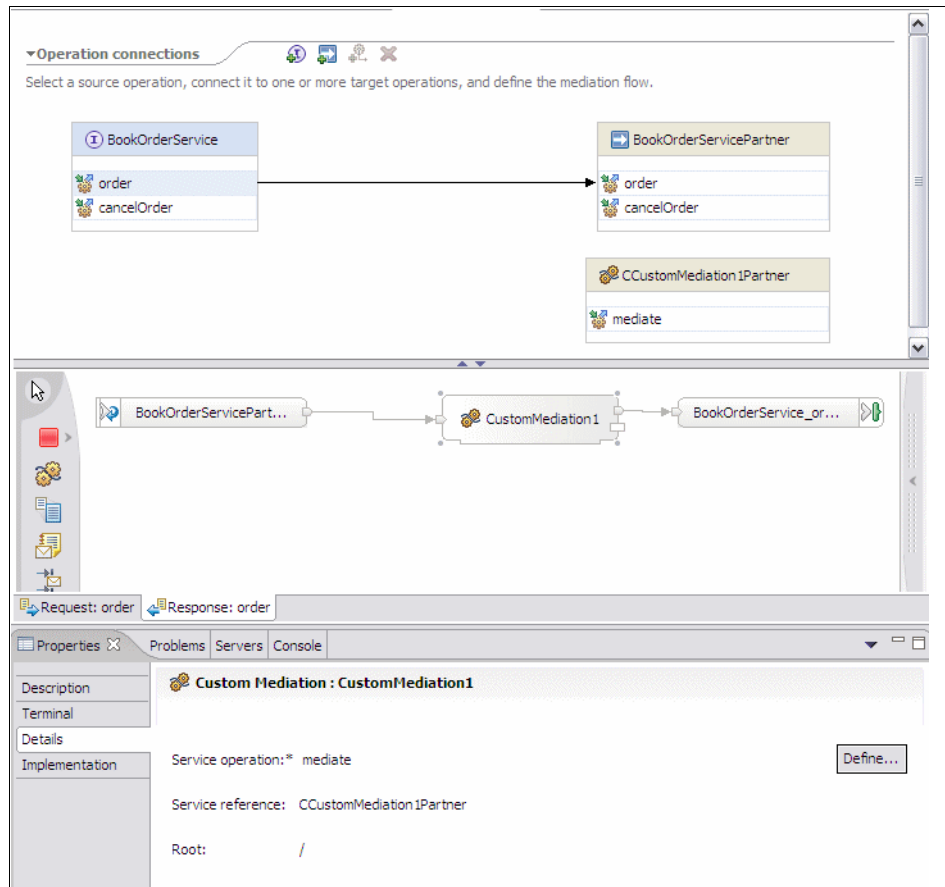 Operation connections
Select a source operation, connect it to one or more target operations, and define the mediation flow.
BookOrderService
BookOrderServicePartner
order
order
cancelOrder
cancelOrder
CCustomMediation1Partner
mediate
BookOrderServicePart...
CustomMediation1
BookOrderService_or...
Request: order
Response: order
Properties
Problems
Servers
Console
Description
Custom Mediation : CustomMediation1
Terminal
Details
Implementation
Service operation:* mediate
Define...
Service reference: CCustomMediation1Partner
Root: /